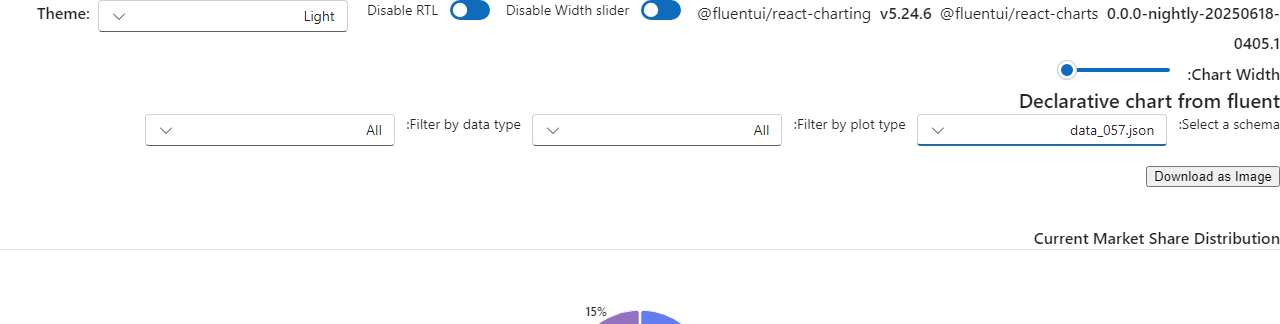 Theme: Light Disable RTL Disable Width slider @fluentui/react-charting v5.24.6 @fluentui/react-charts 0.0.0-nightly-20250618-
0405.1
:Chart Width
Declarative chart from fluent
:Select a schema data_057.json :Filter by plot type All :Filter by data type All
Download as Image
Current Market Share Distribution
15%